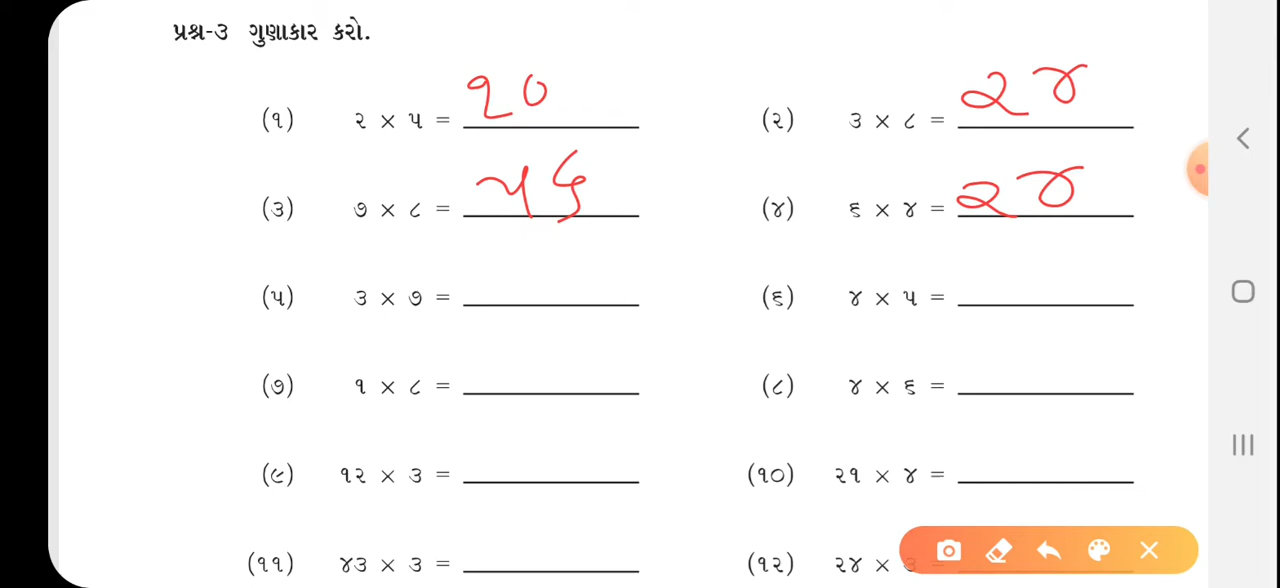 પ્રશ્ન-૩ ગુણાકાર કરો.
(૧) ૨ × ૫ = ૧૦ (૨) ૩ × ૮ = ૨૪
(૩) ૭ × ૮ = ૫૬ (૪) ૬ × ૪ = ૨૪
(૫) ૩ × ૭ = (૬) ૪ × ૫ =
(૭) ૧ × ૮ = (૮) ૪ × ૬ =
(૯) ૧૨ × ૩ = (૧૦) ૨૧ × ૪ =
(૧૧) ૪૩ × ૩ = (૧૨) ૨૪ × ૩ =